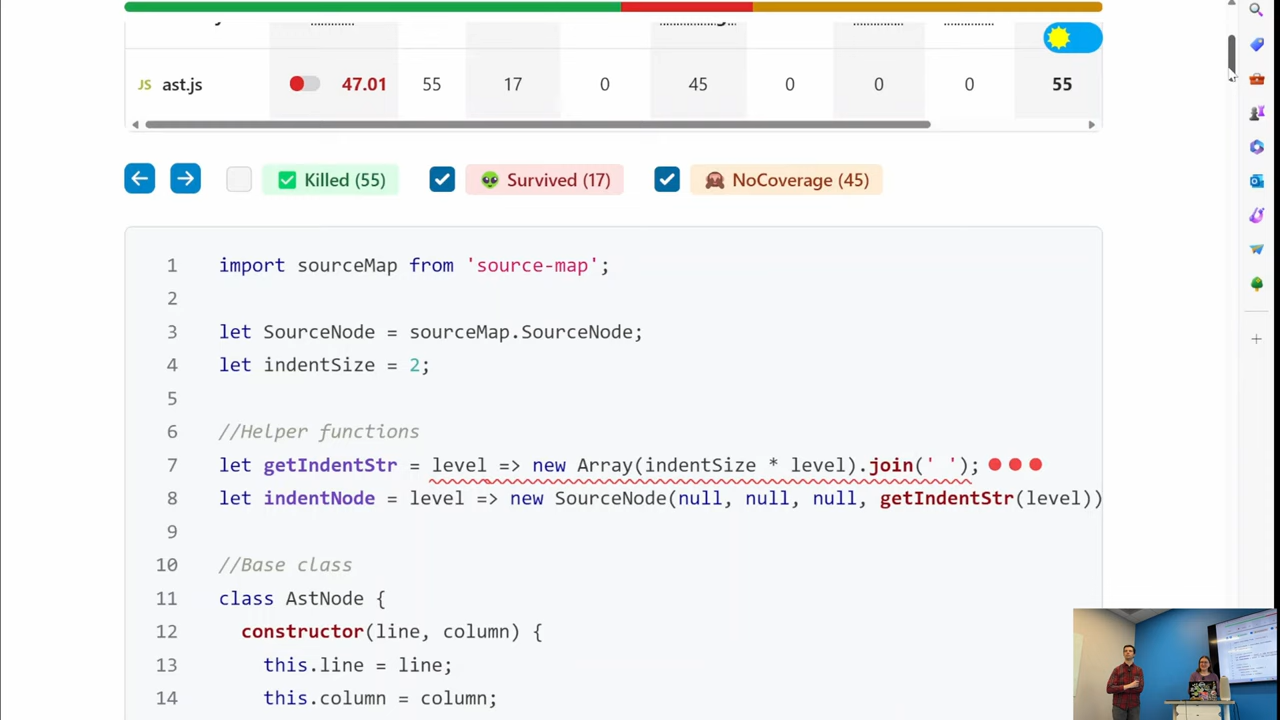 JS ast.js 47.01 55 17 0 45 0 0 0 55
Killed (55) Survived (17) NoCoverage (45)
1 import sourceMap from 'source-map';
2
3 let SourceNode = sourceMap.SourceNode;
4 let indentSize = 2;
5
6 //Helper functions
7 let getIndentStr = level => new Array(indentSize * level).join(' ');
8 let indentNode = level => new SourceNode(null, null, null, getIndentStr(level))
9
10 //Base class
11 class AstNode {
12 constructor(line, column) {
13 this.line = line;
14 this.column = column;